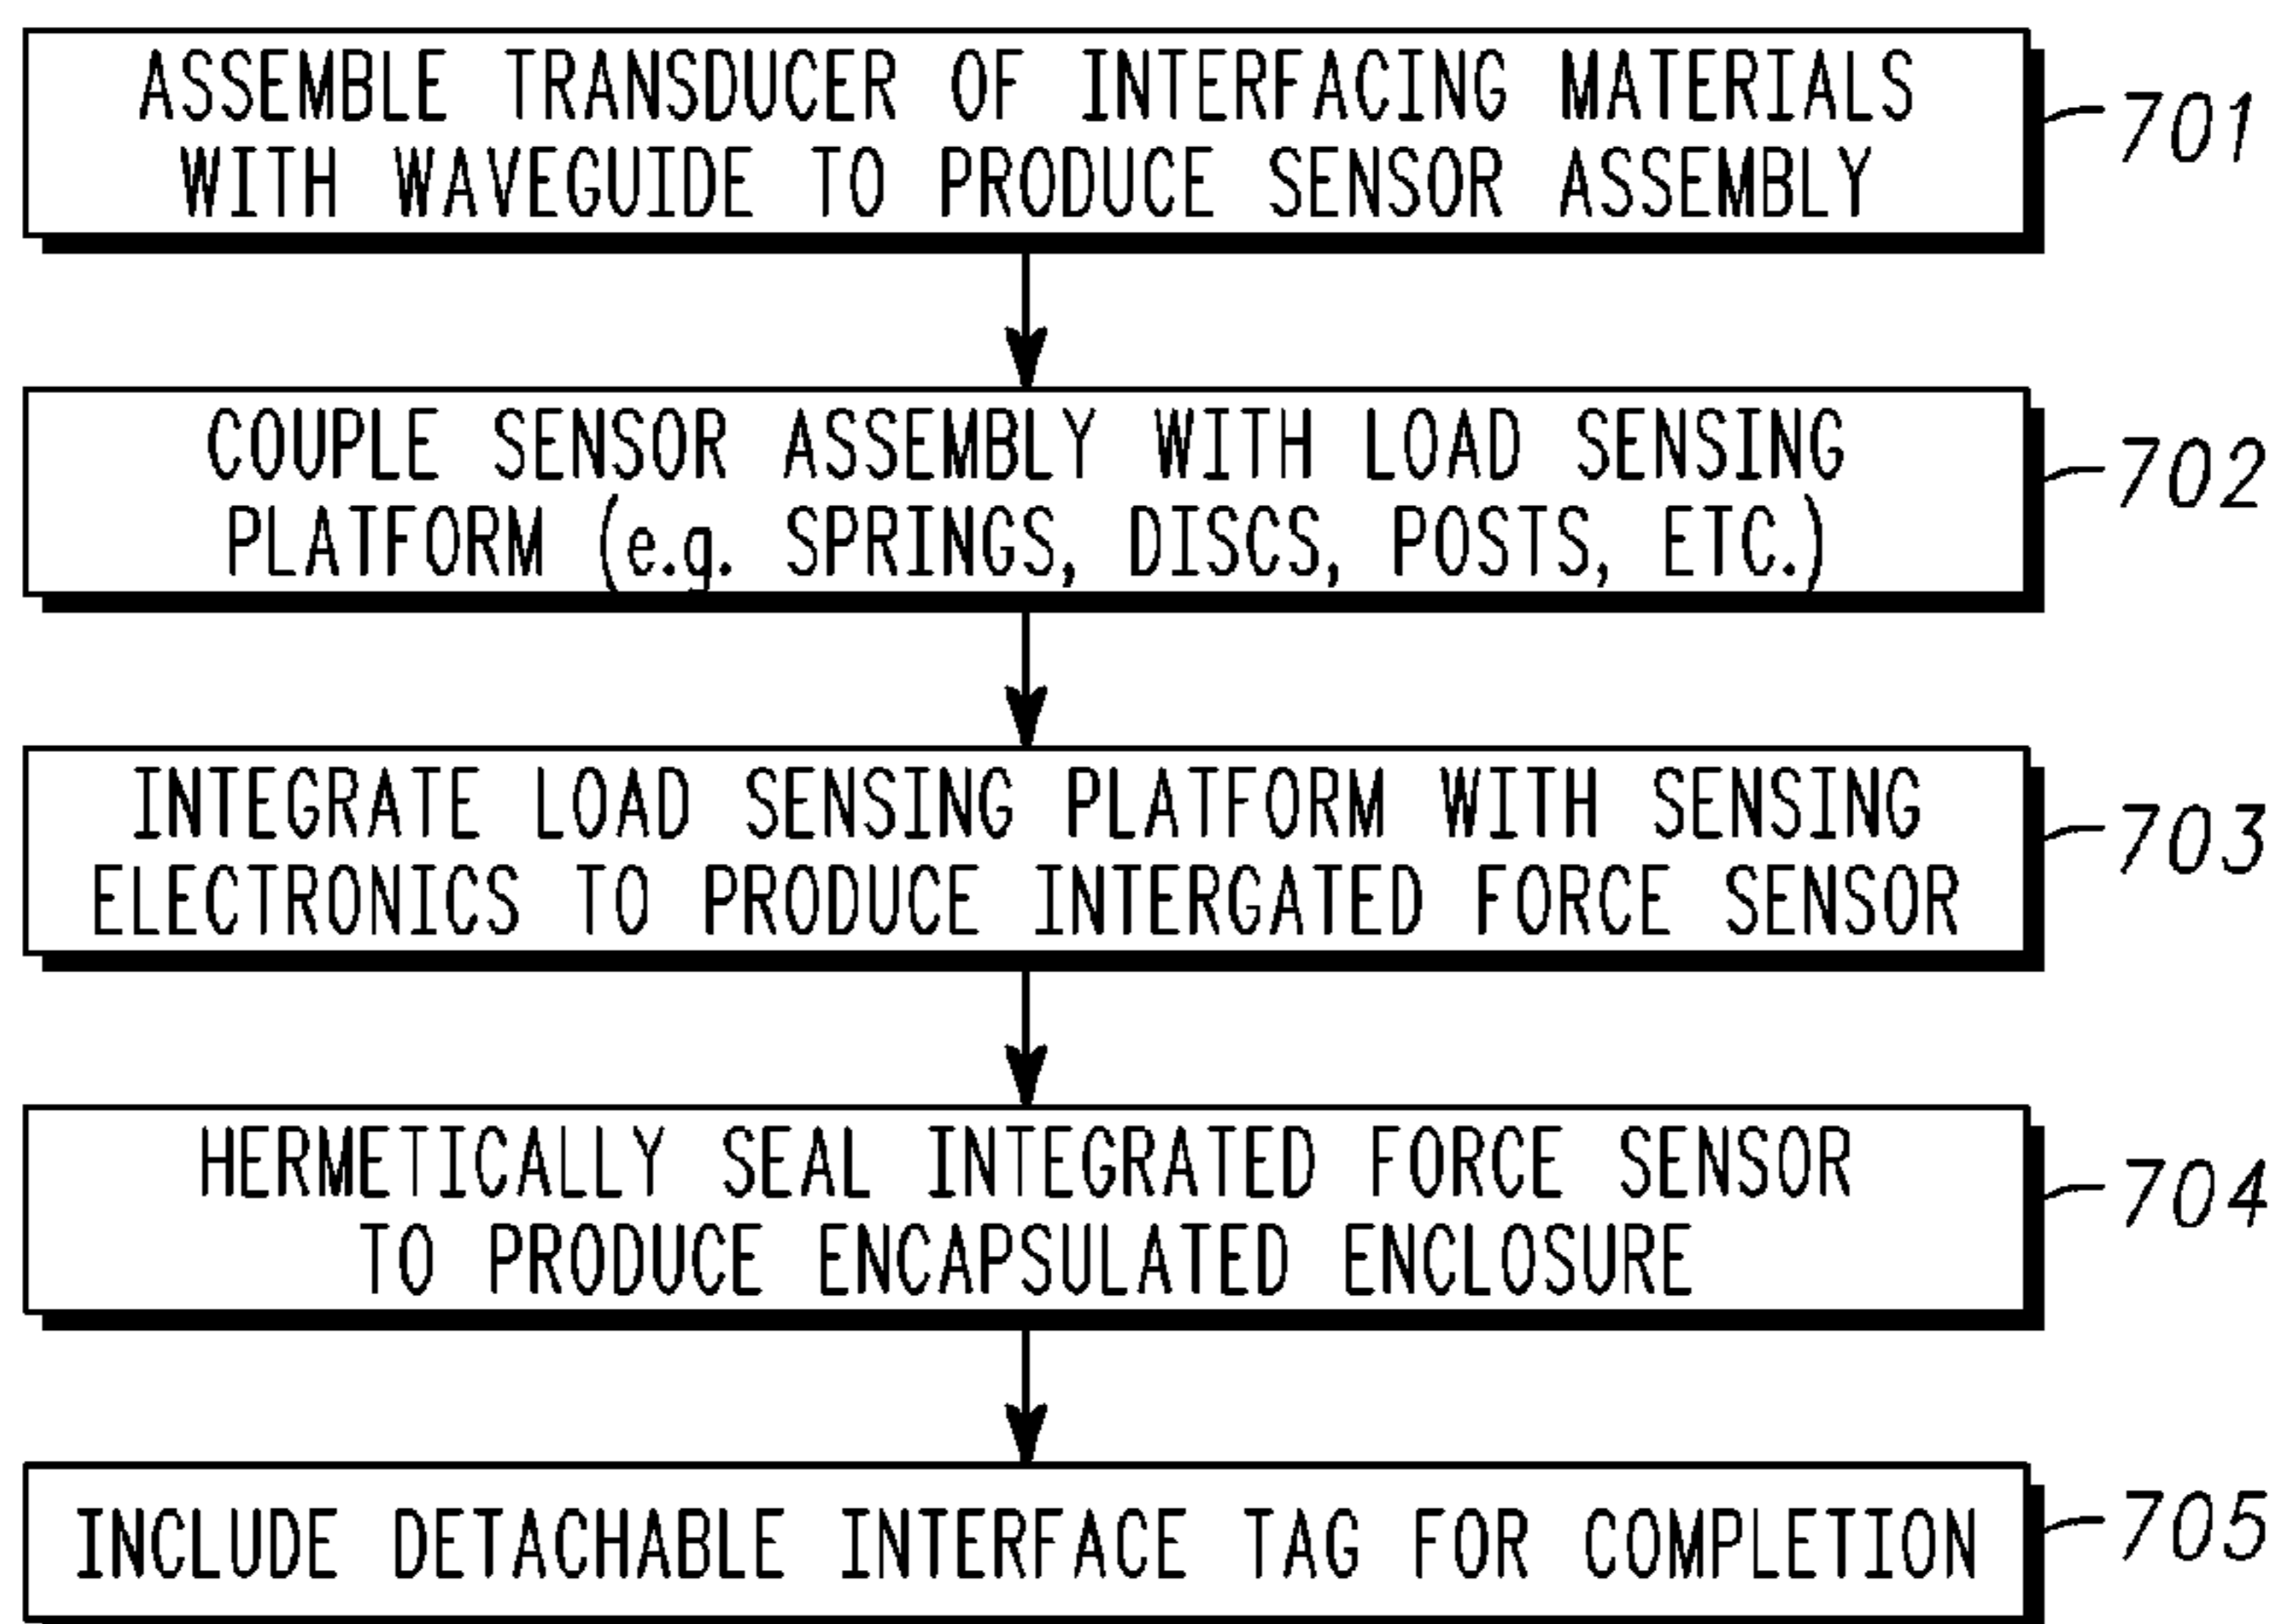 ASSEMBLE TRANSDUCER OF INTERFACING MATERIALS
WITH WAVEGUIDE TO PRODUCE SENSOR ASSEMBLY
701
COUPLE SENSOR ASSEMBLY WITH LOAD SENSING
PLATFORM (e.g. SPRINGS, DISCS, POSTS, ETC.)
702
INTEGRATE LOAD SENSING PLATFORM WITH SENSING
ELECTRONICS TO PRODUCE INTERGATED FORCE SENSOR
703
HERMETICALLY SEAL INTEGRATED FORCE SENSOR
TO PRODUCE ENCAPSULATED ENCLOSURE
704
INCLUDE DETACHABLE INTERFACE TAG FOR COMPLETION
705